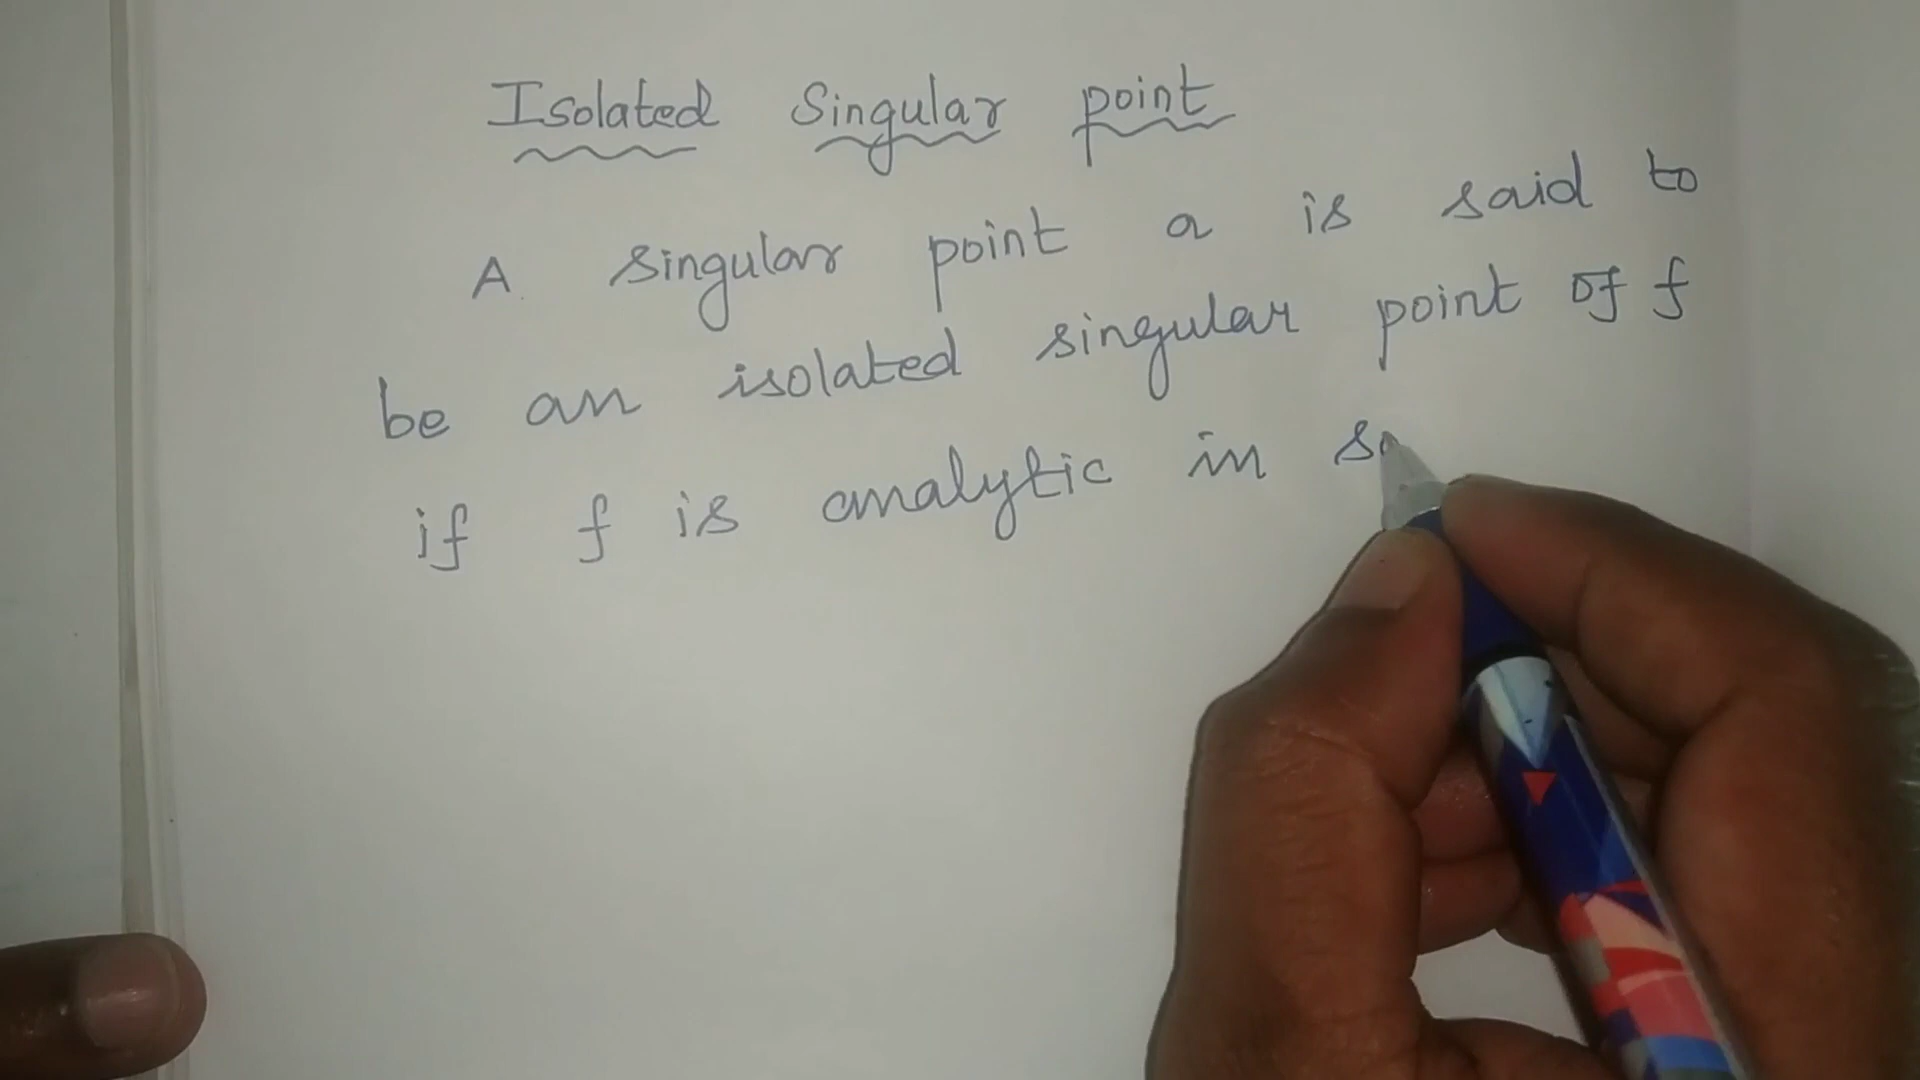 Isolated Singular point
A singular point a is said to
be an isolated singular point of f
if f is analytic in